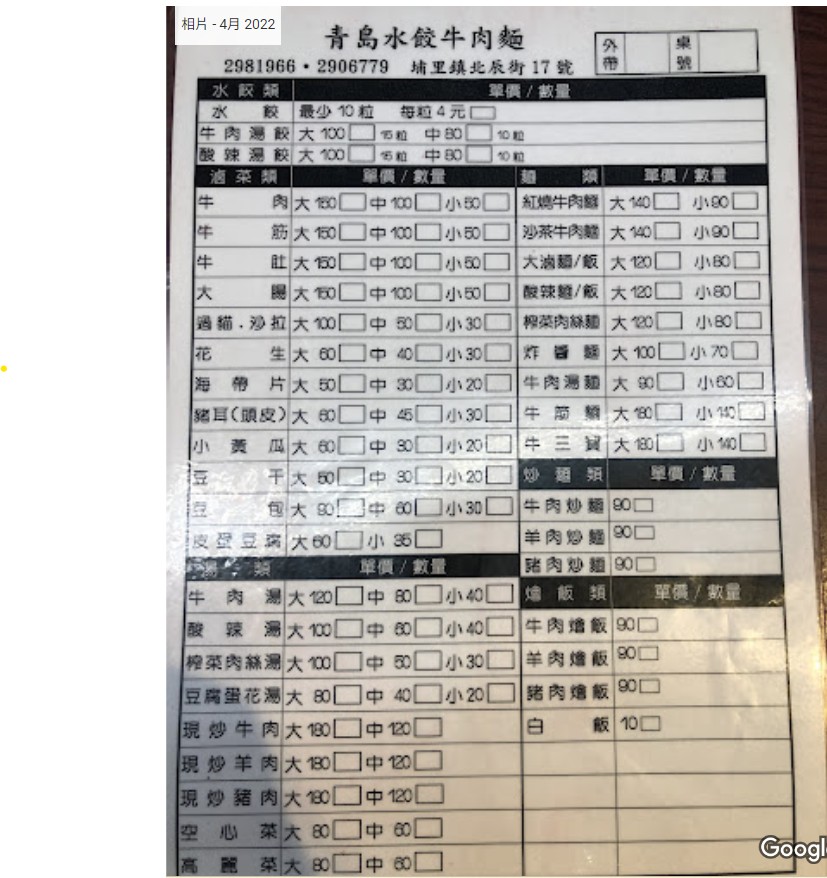 相片 - 4月 2022
青島水餃牛肉麵
外帶 桌號
2981966・2906779 埔里鎮北辰街17號
水餃類 單價/數量
水餃 最少10粒 每粒4元
牛肉湯餃 大100 15粒 中80 10粒
酸辣湯餃 大100 15粒 中80 10粒
滷菜類 單價/數量
牛肉 大150 中100 小50
牛筋 大150 中100 小50
牛肚 大150 中100 小50
大腸 大150 中100 小50
過貓.沙拉 大100 中50 小30
花生 大60 中40 小30
海帶片 大50 中30 小20
豬耳(頭皮) 大60 中45 小30
小黃瓜 大60 中30 小20
豆干 大50 中30 小20
豆包 大90 中60 小30
皮蛋豆腐 大60 小35
湯類 單價/數量
牛肉湯 大120 中80 小40
酸辣湯 大100 中60 小40
榨菜肉絲湯 大100 中50 小30
豆腐蛋花湯 大80 中40 小20
現炒牛肉 大180 中120
現炒羊肉 大180 中120
現炒豬肉 大180 中120
空心菜 大80 中60
高麗菜 大80 中60
麵類 單價/數量
紅燒牛肉麵 大140 小90
沙茶牛肉麵 大140 小90
大滷麵/飯 大120 小80
酸辣麵/飯 大120 小80
榨菜肉絲麵 大120 小80
炸醬麵 大100 小70
牛肉湯麵 大90 小60
牛筋麵 大180 小140
牛三寶 大180 小140
炒麵類 單價/數量
牛肉炒麵 90
羊肉炒麵 90
豬肉炒麵 90
燴飯類 單價/數量
牛肉燴飯 90
羊肉燴飯 90
豬肉燴飯 90
白飯 10